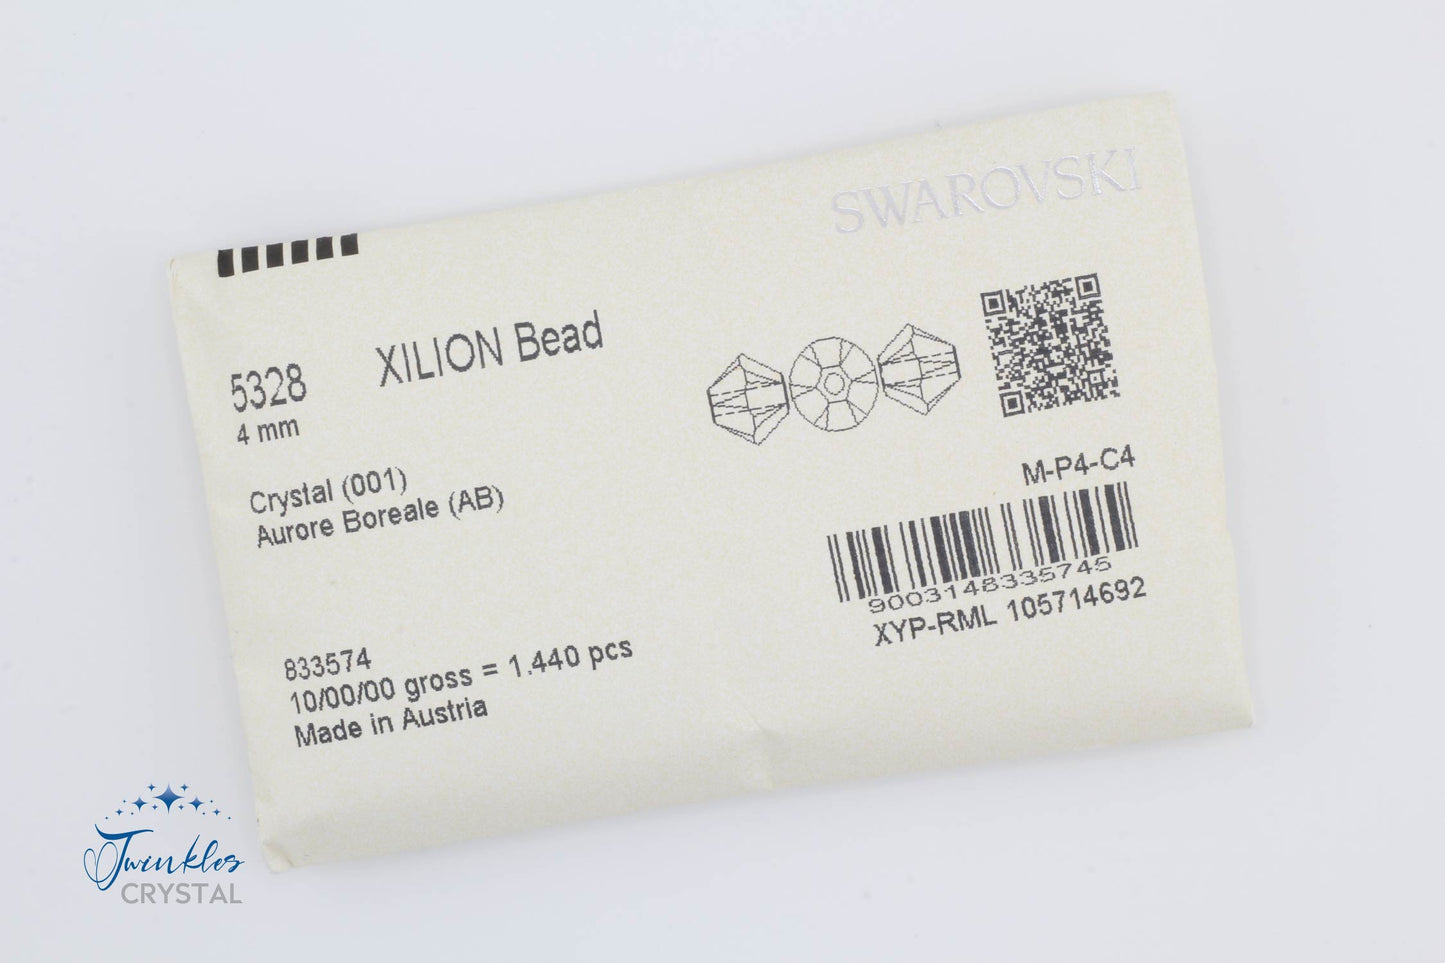 SWAROVSKI
5328 XILION Bead
4 mm
Crystal (001)
Aurore Boreale (AB)
M-P4-C4
9003148335745
XYP-RML 105714692
833574
10/00/00 gross = 1.440 pcs
Made in Austria
Twinkles
CRYSTAL